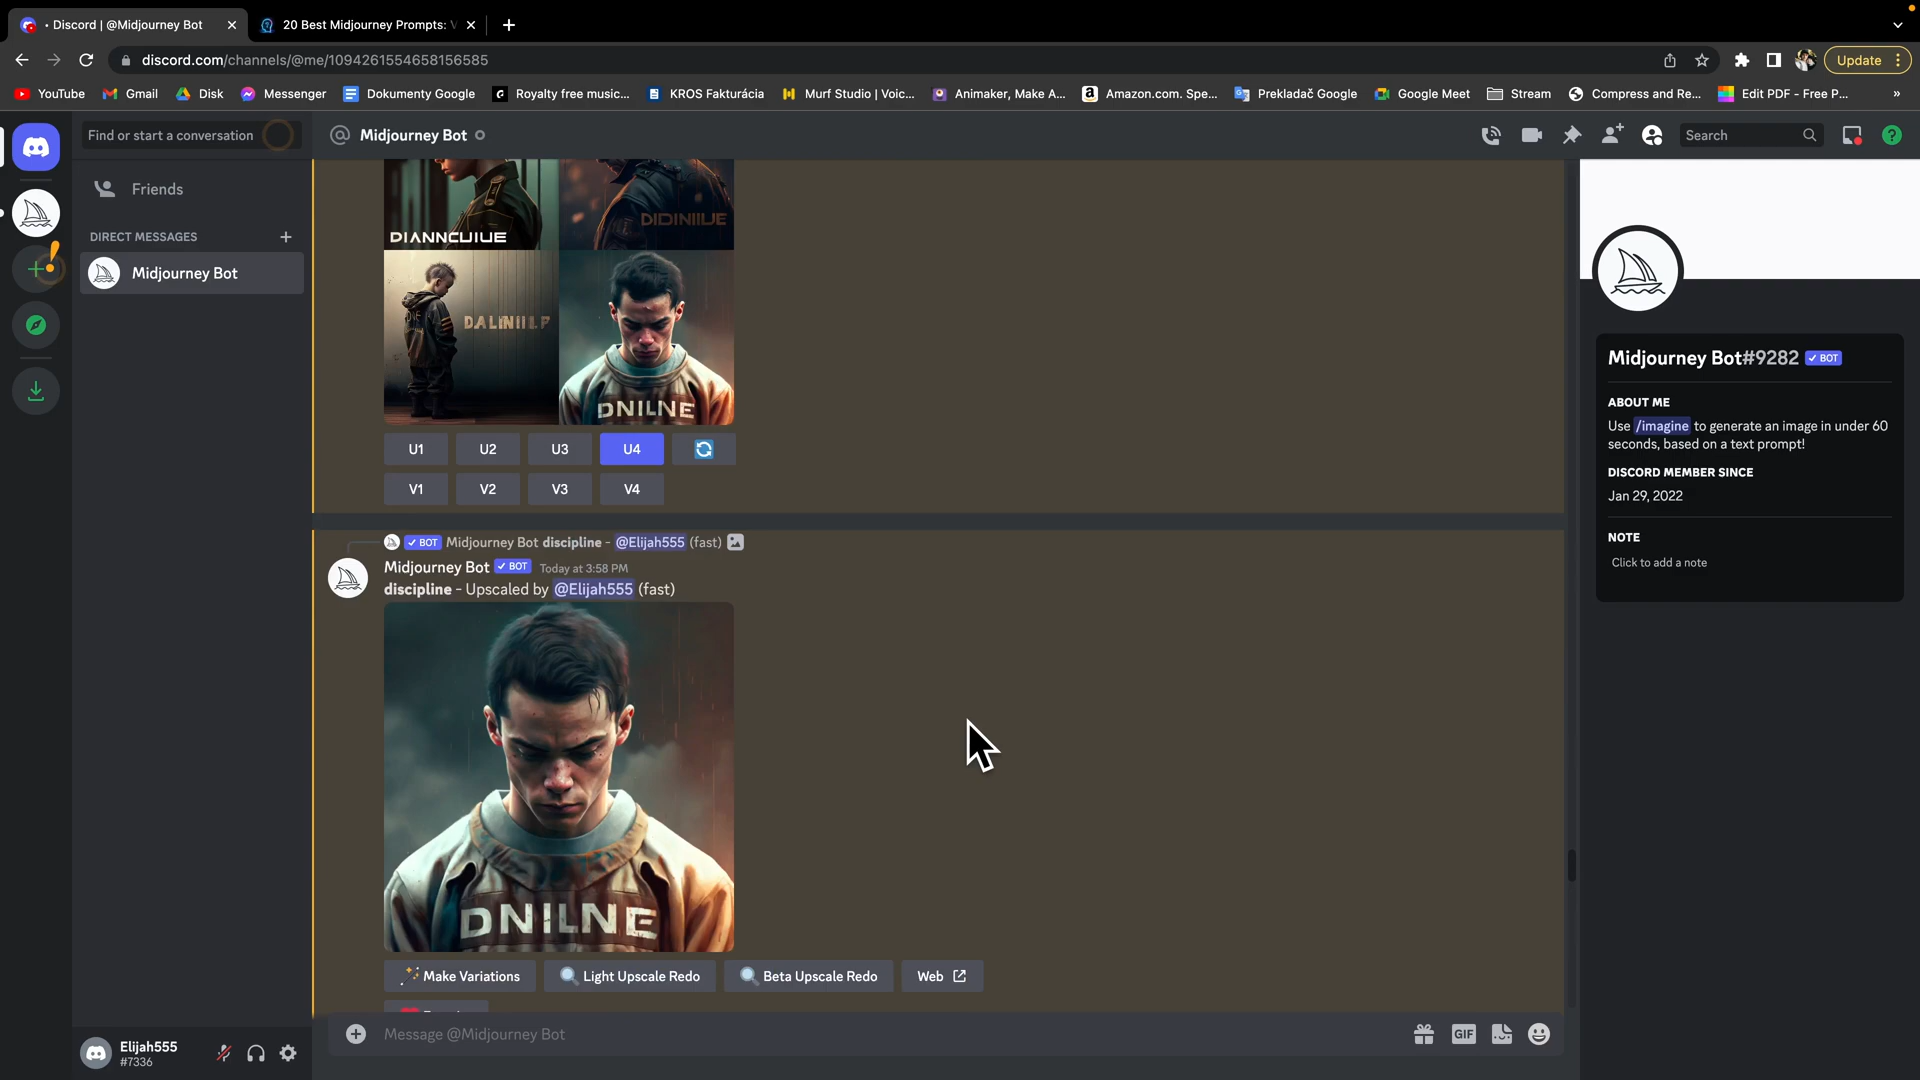 • Discord | @Midjourney Bot
20 Best Midjourney Prompts: V
discord.com/channels/@me/1094261554658156585
Update
YouTube
Gmail
Disk
Messenger
Dokumenty Google
Royalty free music...
KROS Fakturácia
Murf Studio | Voic...
Animaker, Make A...
Amazon.com. Spe...
Prekladač Google
Google Meet
Stream
Compress and Re...
Edit PDF - Free P...
»
Find or start a conversation
Midjourney Bot
Search
Friends
DIRECT MESSAGES
Midjourney Bot
DIANNCUIUE
DIDINIIUE
DALINIILF
DNILNE
U1
U2
U3
U4
V1
V2
V3
V4
BOT Midjourney Bot discipline - @Elijah555 (fast)
Midjourney Bot BOT Today at 3:58 PM
discipline - Upscaled by @Elijah555 (fast)
DNILNE
Make Variations
Light Upscale Redo
Beta Upscale Redo
Web
Message @Midjourney Bot
GIF
Elijah555
#7336
Midjourney Bot#9282 BOT
ABOUT ME
Use /imagine to generate an image in under 60
seconds, based on a text prompt!
DISCORD MEMBER SINCE
Jan 29, 2022
NOTE
Click to add a note